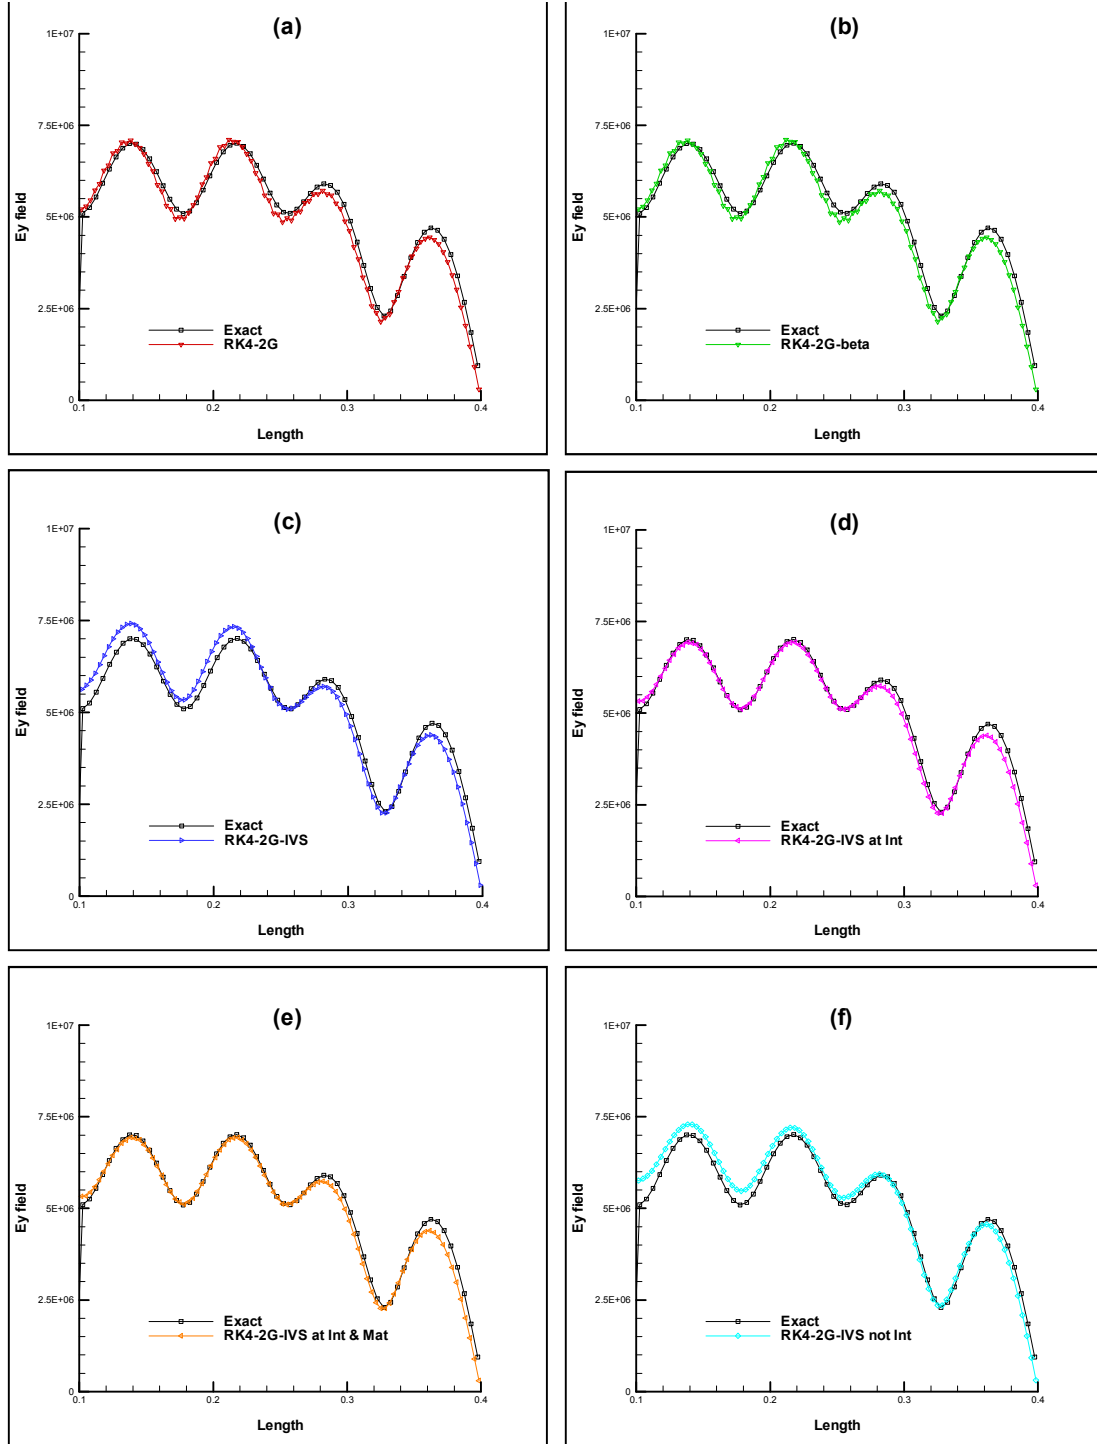 (a)
1E+07
7.5E+06
5E+06
2.5E+06
0
0.1
0.2
0.3
0.4
Ey field
Length
Exact
RK4-2G
(b)
1E+07
7.5E+06
5E+06
2.5E+06
0
0.1
0.2
0.3
0.4
Ey field
Length
Exact
RK4-2G-beta
(c)
1E+07
7.5E+06
5E+06
2.5E+06
0
0.1
0.2
0.3
0.4
Ey field
Length
Exact
RK4-2G-IVS
(d)
1E+07
7.5E+06
5E+06
2.5E+06
0
0.1
0.2
0.3
0.4
Ey field
Length
Exact
RK4-2G-IVS at Int
(e)
1E+07
7.5E+06
5E+06
2.5E+06
0
0.1
0.2
0.3
0.4
Ey field
Length
Exact
RK4-2G-IVS at Int & Mat
(f)
1E+07
7.5E+06
5E+06
2.5E+06
0
0.1
0.2
0.3
0.4
Ey field
Length
Exact
RK4-2G-IVS not Int